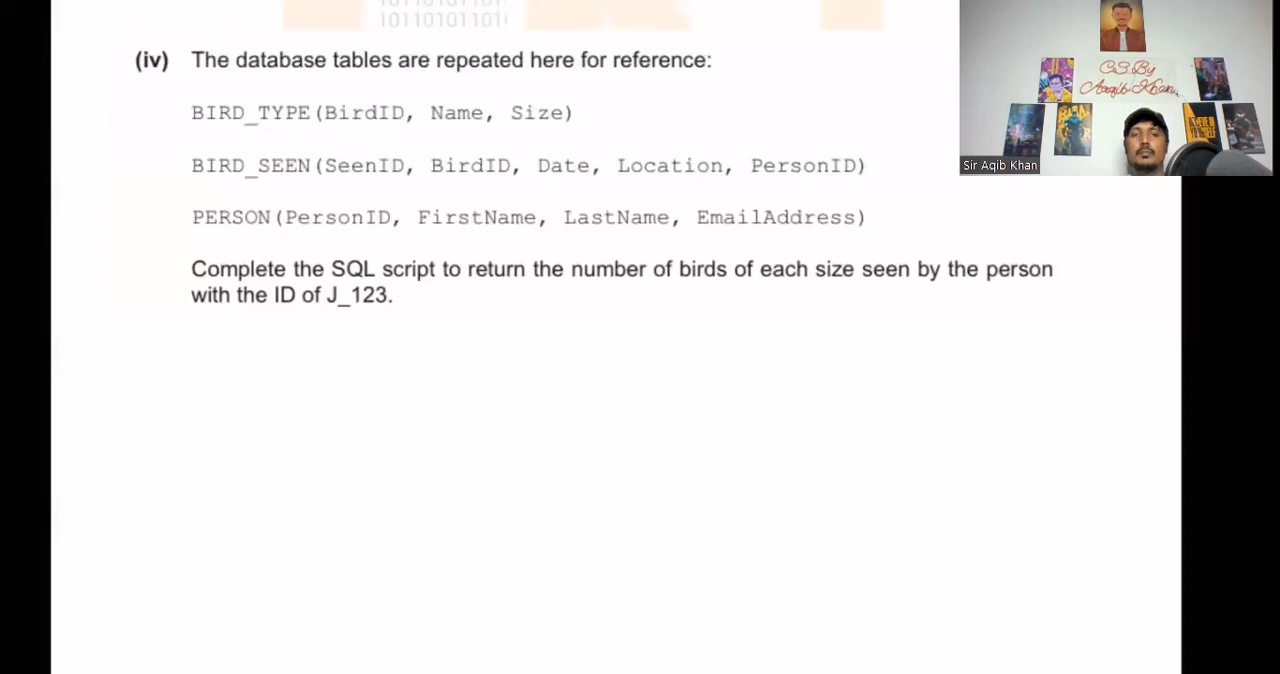 10110101101
(iv) The database tables are repeated here for reference:
BIRD_TYPE(BirdID, Name, Size)
BIRD_SEEN(SeenID, BirdID, Date, Location, PersonID)
PERSON(PersonID, FirstName, LastName, EmailAddress)
Complete the SQL script to return the number of birds of each size seen by the person
with the ID of J_123.
CS By
Aaqib Khan
Sir Aqib Khan